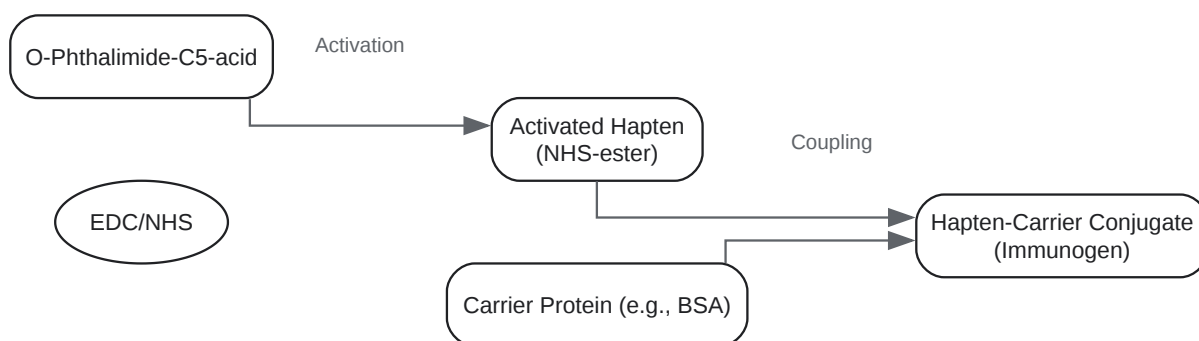 O-Phthalimide-C5-acid
Activation
Activated Hapten
(NHS-ester)
Coupling
EDC/NHS
Hapten-Carrier Conjugate
(Immunogen)
Carrier Protein (e.g., BSA)